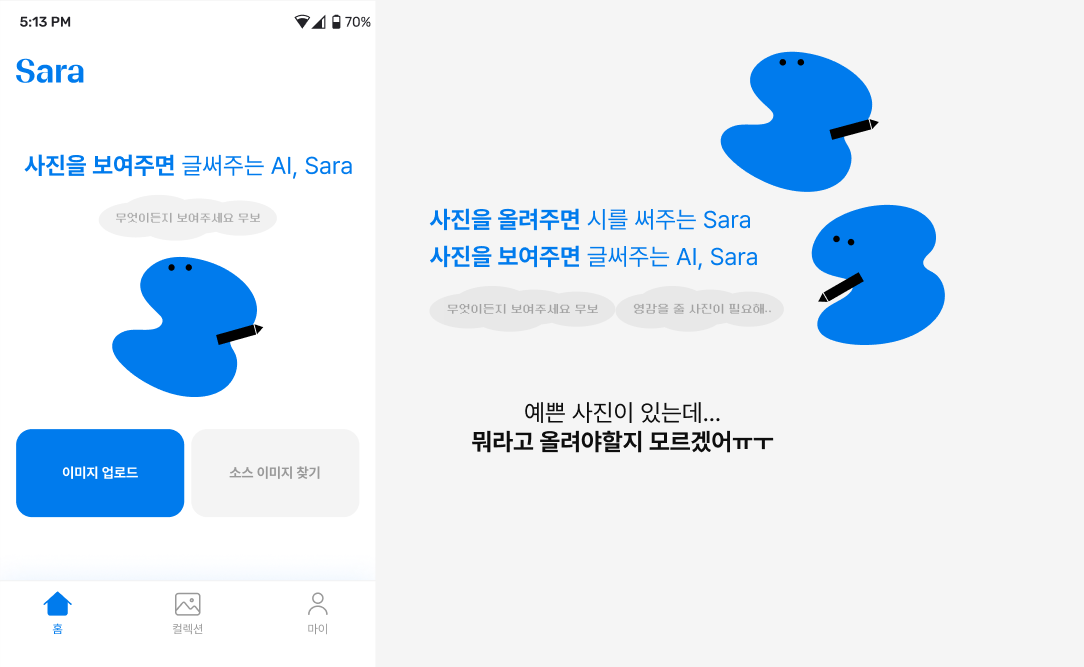 5:13 PM
70%
Sara
사진을 보여주면 글써주는 AI, Sara
무엇이든지 보여주세요 무보
이미지 업로드
소스 이미지 찾기
홈
컬렉션
마이
사진을 올려주면 시를 써주는 Sara
사진을 보여주면 글써주는 AI, Sara
무엇이든지 보여주세요 무보
영감을 줄 사진이 필요해..
예쁜 사진이 있는데...
뭐라고 올려야할지 모르겠어ㅠㅜ